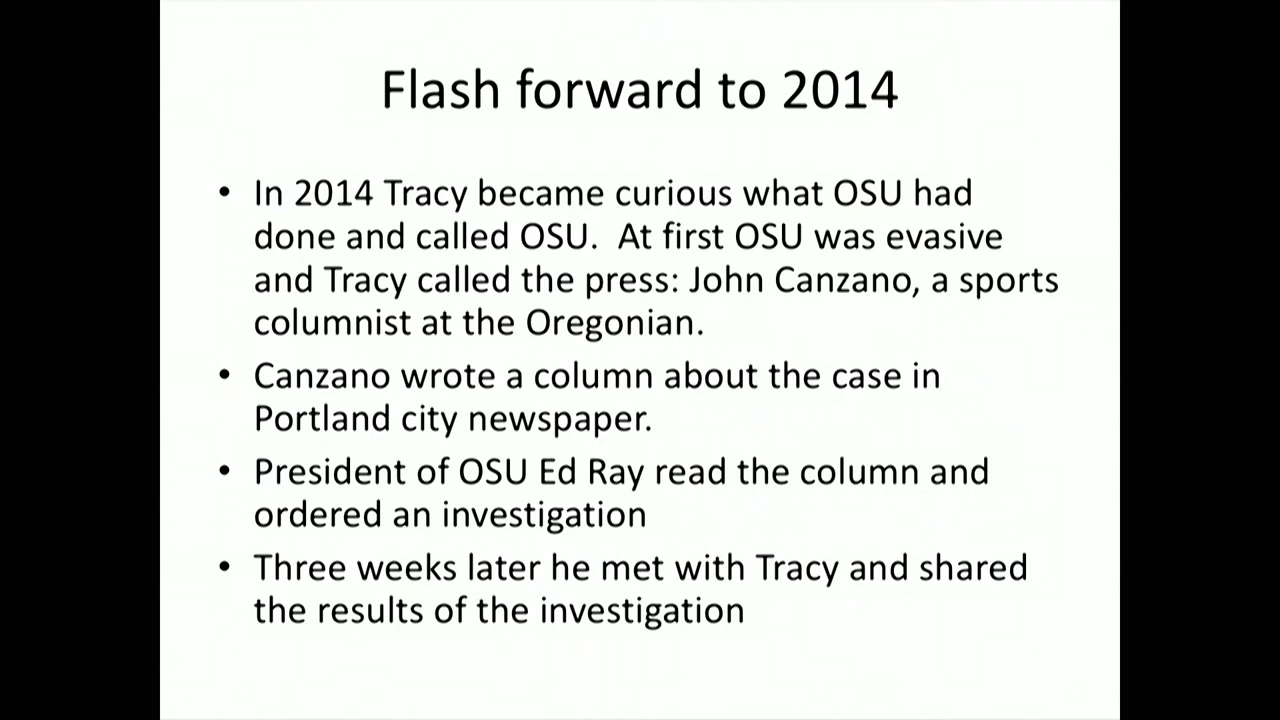 Flash forward to 2014
• In 2014 Tracy became curious what OSU had
done and called OSU.  At first OSU was evasive
and Tracy called the press: John Canzano, a sports
columnist at the Oregonian.
• Canzano wrote a column about the case in
Portland city newspaper.
• President of OSU Ed Ray read the column and
ordered an investigation
• Three weeks later he met with Tracy and shared
the results of the investigation